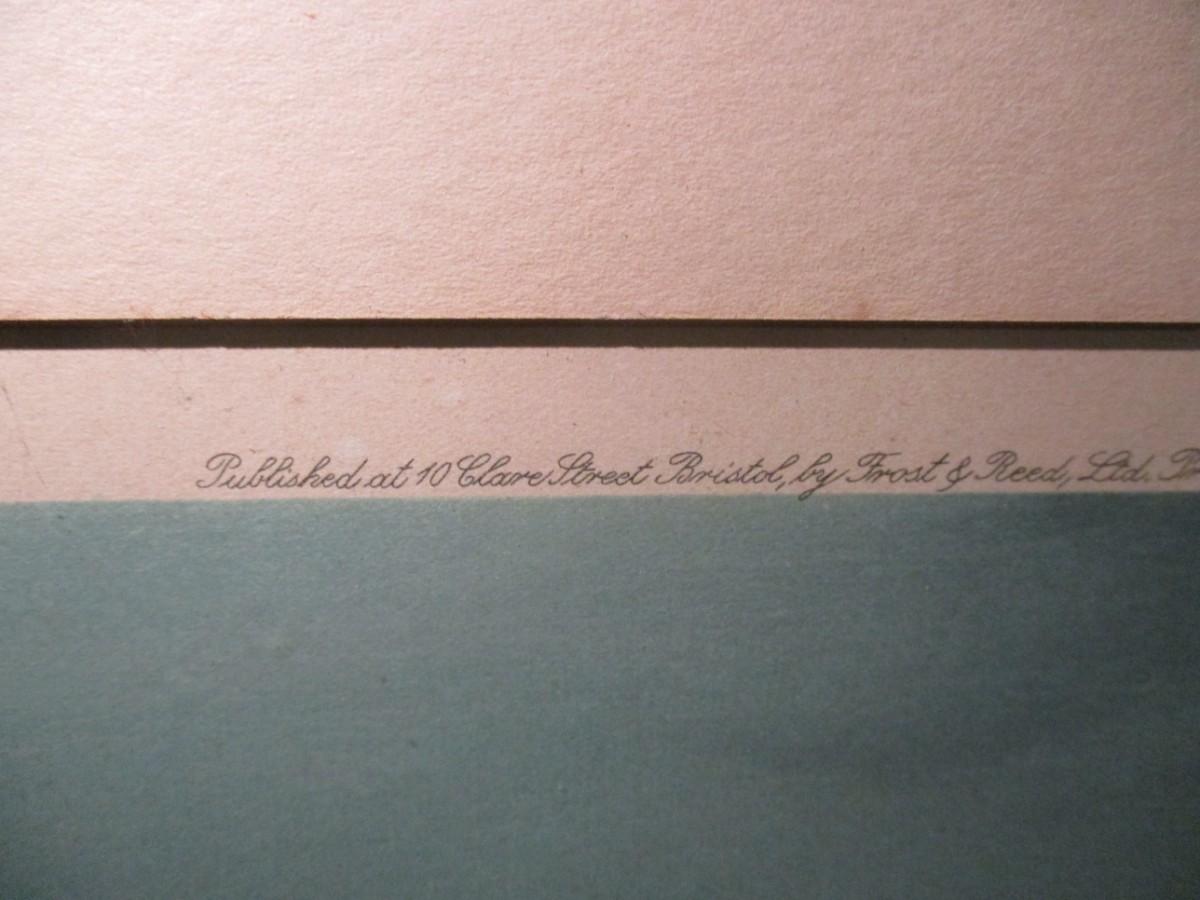 Published at 10 Clare Street Bristol, by Frost & Reed, Ltd.